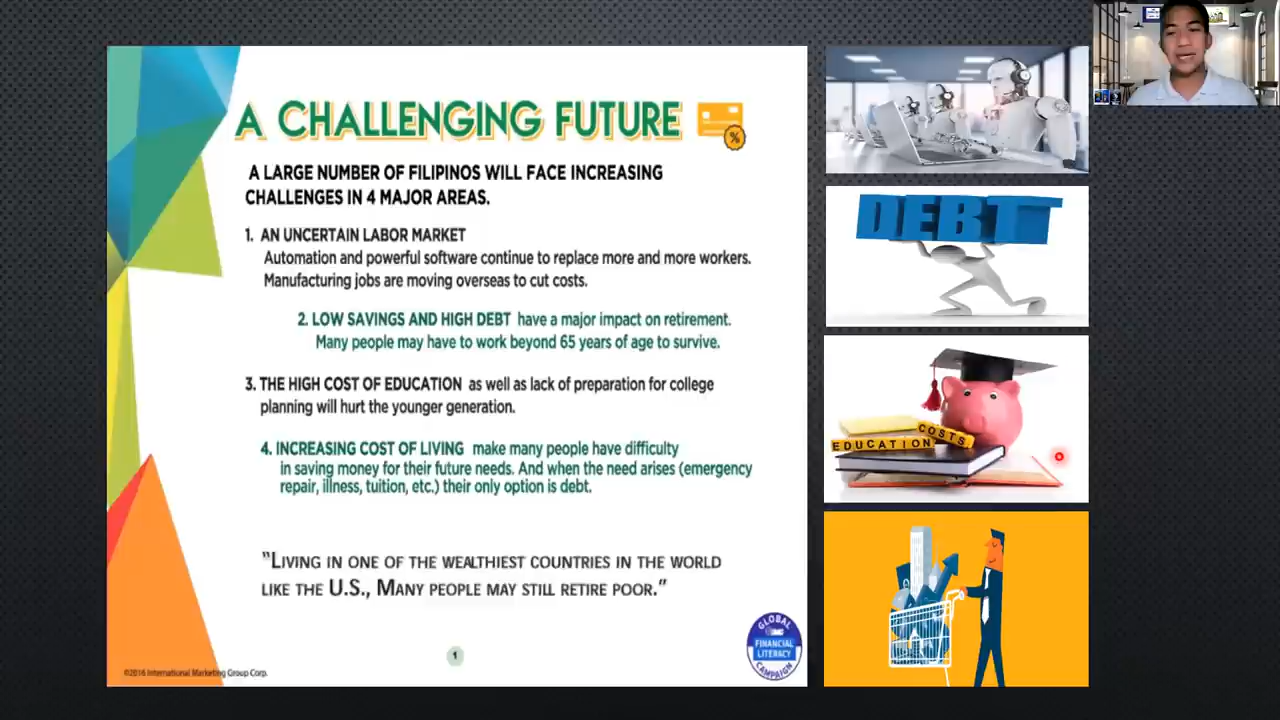 A CHALLENGING FUTURE
%
A LARGE NUMBER OF FILIPINOS WILL FACE INCREASING
CHALLENGES IN 4 MAJOR AREAS.
1. AN UNCERTAIN LABOR MARKET
Automation and powerful software continue to replace more and more workers.
Manufacturing jobs are moving overseas to cut costs.
2. LOW SAVINGS AND HIGH DEBT have a major impact on retirement.
Many people may have to work beyond 65 years of age to survive.
3. THE HIGH COST OF EDUCATION as well as lack of preparation for college
planning will hurt the younger generation.
4. INCREASING COST OF LIVING make many people have difficulty
in saving money for their future needs. And when the need arises (emergency
repair, illness, tuition, etc.) their only option is debt.
"LIVING IN ONE OF THE WEALTHIEST COUNTRIES IN THE WORLD
LIKE THE U.S., MANY PEOPLE MAY STILL RETIRE POOR."
1
©2016 International Marketing Group Corp.
GLOBAL
IMG
FINANCIAL
LITERACY
CAMPAIGN
DEBT
COSTS
EDUCATION